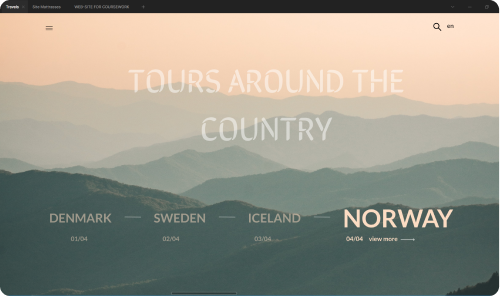 Travels
Site Mattresses
WEB SITE FOR COURSEWORK
+
en
TOURS AROUND THE
COUNTRY
DENMARK
SWEDEN
ICELAND
NORWAY
01/04
02/04
03/04
04/04 view more